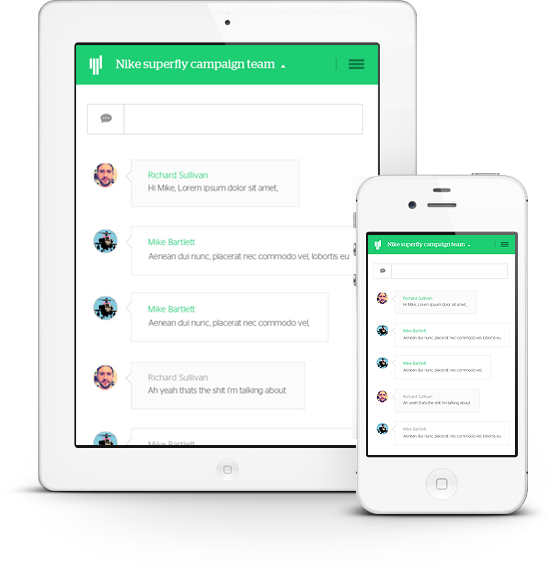 Nike superfly campaign team
Richard Sullivan
Hi Mike, Lorem ipsum dolor sit amet,
Mike Bartlett
Aenean dui nunc, placerat nec commodo vel, lobortis eu
Mike Bartlett
Aenean dui nunc, placerat nec commodo vel,
Richard Sullivan
Ah yeah thats the shit i'm talking about
Mike Bartlett
Nike superfly campaign team
Richard Sullivan
Hi Mike, Lorem ipsum dolor sit amet,
Mike Bartlett
Aenean dui nunc, placerat nec commodo vel, lobortis eu
Mike Bartlett
Aenean dui nunc, placerat nec commodo vel,
Richard Sullivan
Ah yeah thats the shit i'm talking about
Mike Bartlett
Aenean dui nunc, placerat nec commodo vel, lobortis eu